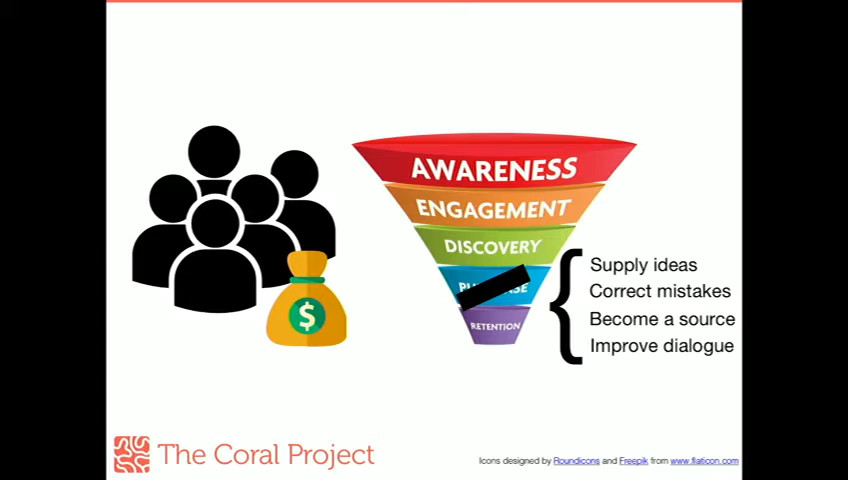 AWARENESS
ENGAGEMENT
DISCOVERY
RETENTION
$
Supply ideas
Correct mistakes
Become a source
Improve dialogue
The Coral Project
Icons designed by Roundicons and Freepik from www.flaticon.com